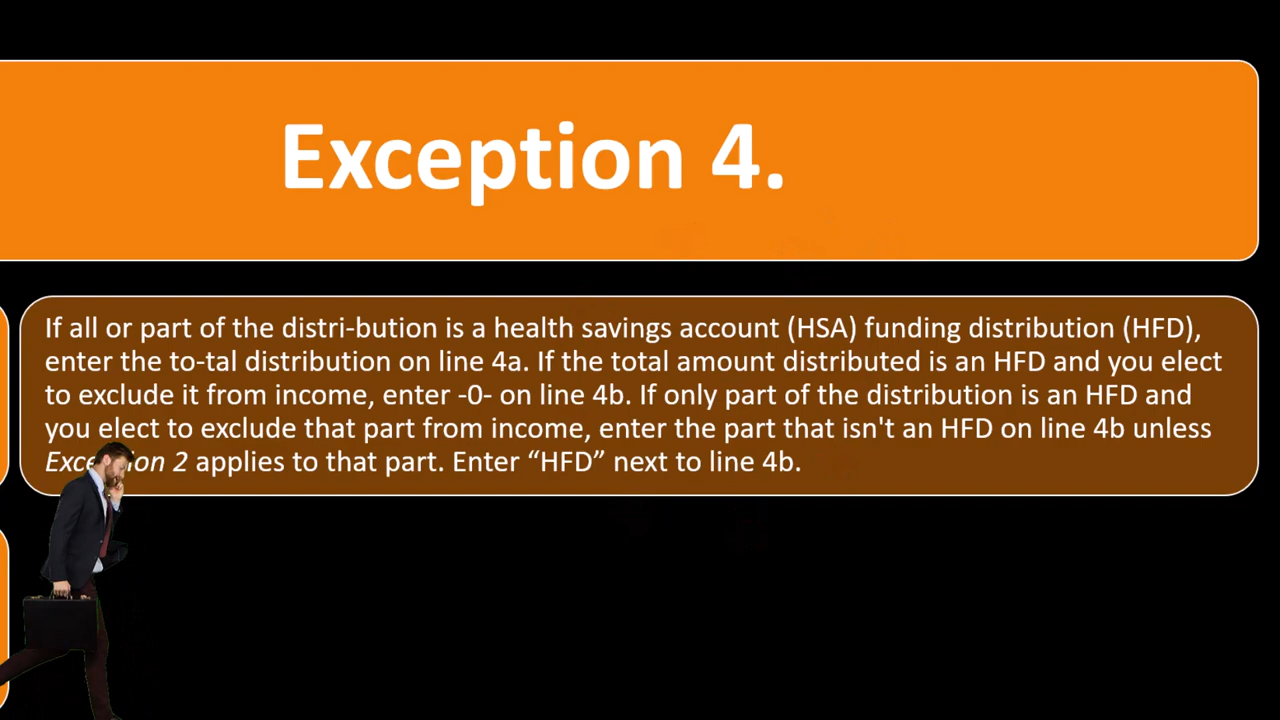 Exception 4.
If all or part of the distri-bution is a health savings account (HSA) funding distribution (HFD),
enter the to-tal distribution on line 4a. If the total amount distributed is an HFD and you elect
to exclude it from income, enter -0- on line 4b. If only part of the distribution is an HFD and
you elect to exclude that part from income, enter the part that isn't an HFD on line 4b unless
2 applies to that part. Enter “HFD” next to line 4b.